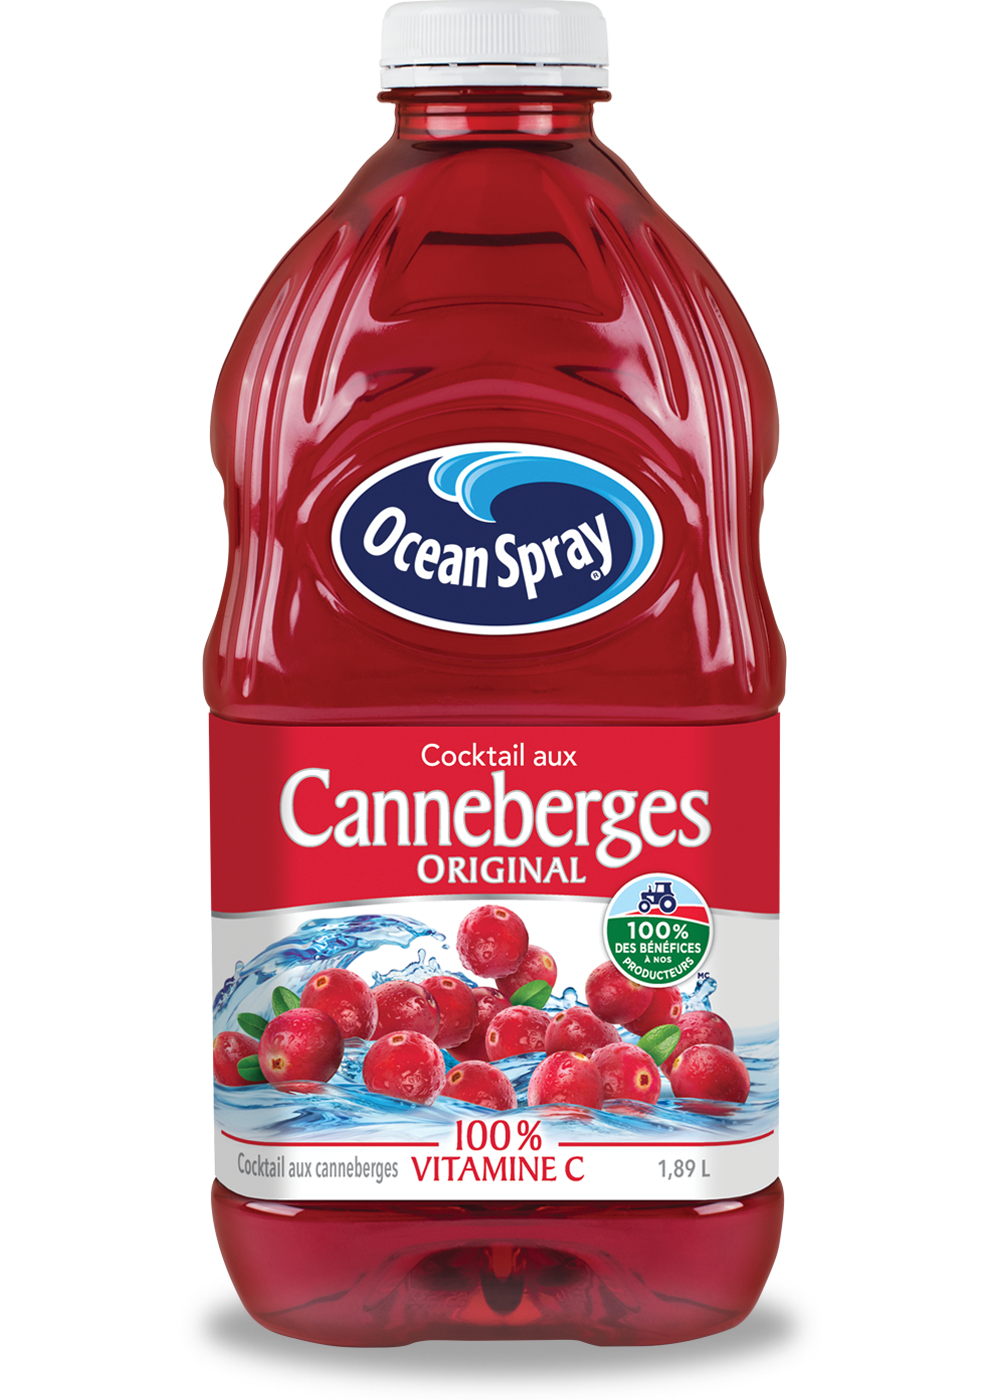 Ocean Spray®
Cocktail aux
Canneberges
ORIGINAL
100%
DES BÉNÉFICES
À NOS
PRODUCTEURS
MC
100%
VITAMINE C
Cocktail aux canneberges
1,89 L